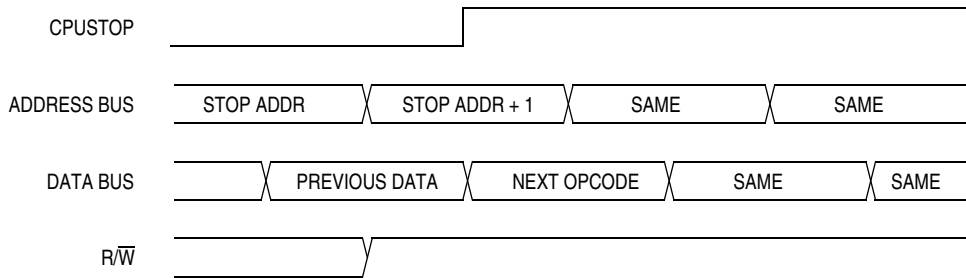 CPUSTOP
ADDRESS BUS STOP ADDR STOP ADDR + 1 SAME SAME
DATA BUS PREVIOUS DATA NEXT OPCODE SAME SAME
R/W̅